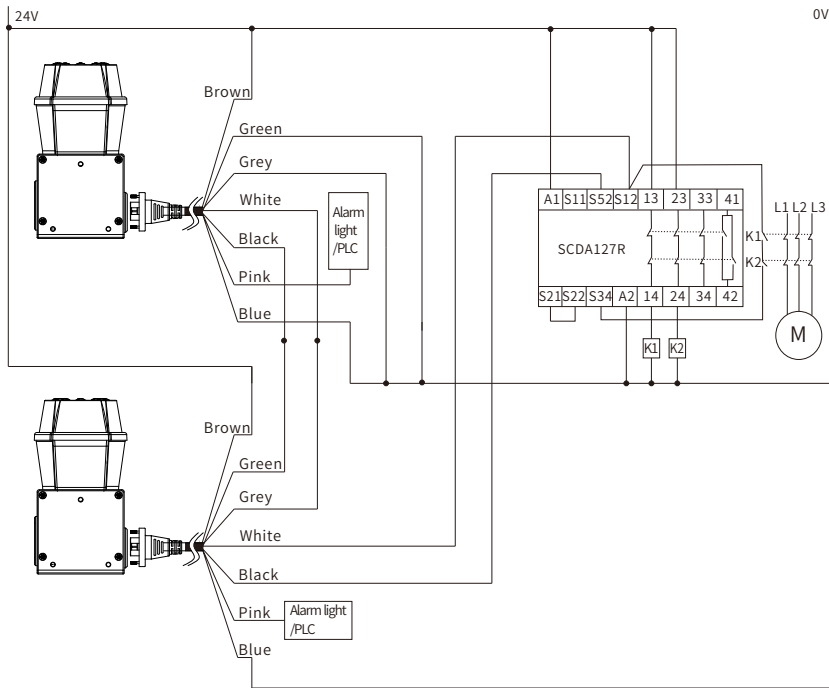 24V
0V
Brown
Green
Grey
White
Black
Pink
Blue
Alarm
light
/PLC
A1 S11 S52 S12 13 23 33 41
SCDA127R
S21 S22 S34 A2 14 24 34 42
K1 K2
K1
K2
L1 L2 L3
M
Brown
Green
Grey
White
Black
Pink
Blue
Alarm light
/PLC